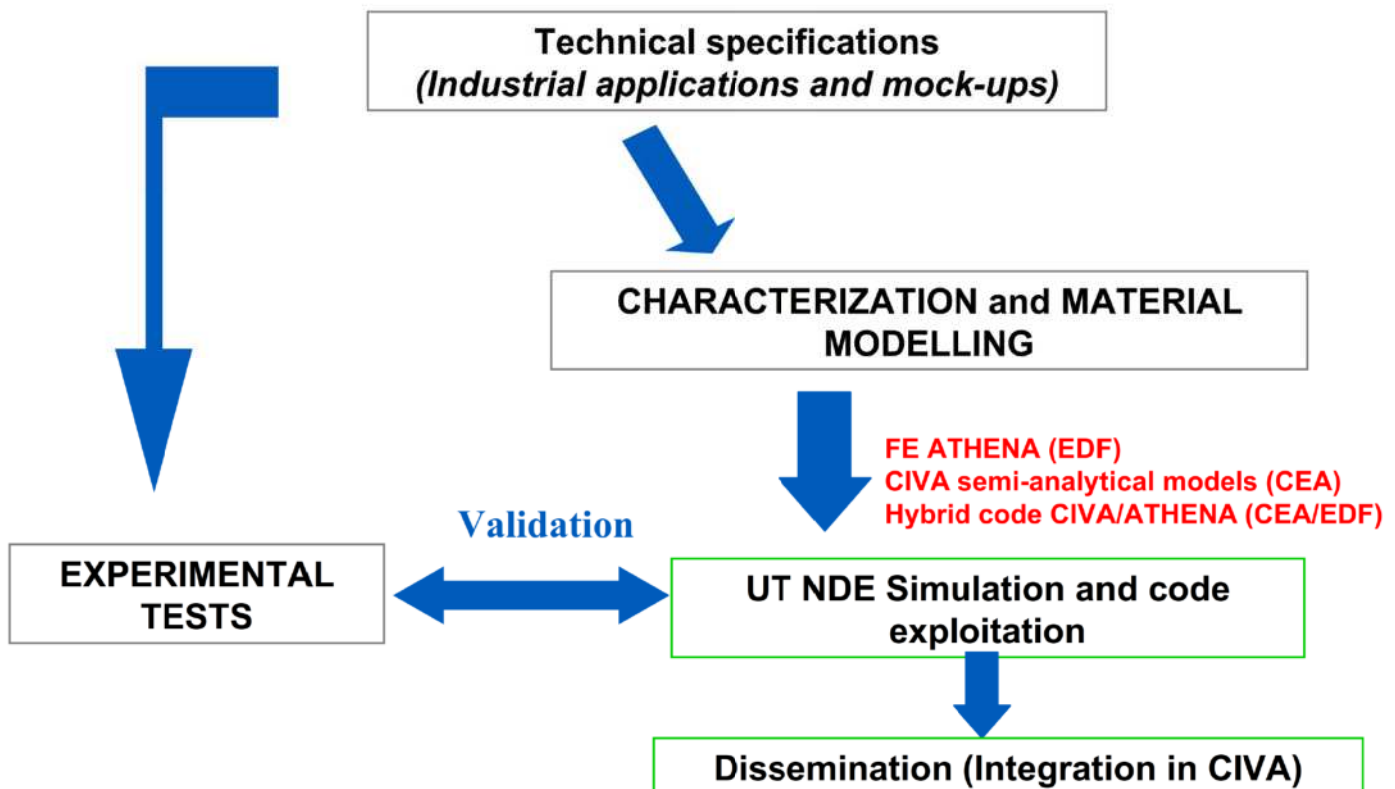 Technical specifications
(Industrial applications and mock-ups)
CHARACTERIZATION and MATERIAL
MODELLING
FE ATHENA (EDF)
CIVA semi-analytical models (CEA)
Hybrid code CIVA/ATHENA (CEA/EDF)
Validation
EXPERIMENTAL
TESTS
UT NDE Simulation and code
exploitation
Dissemination (Integration in CIVA)